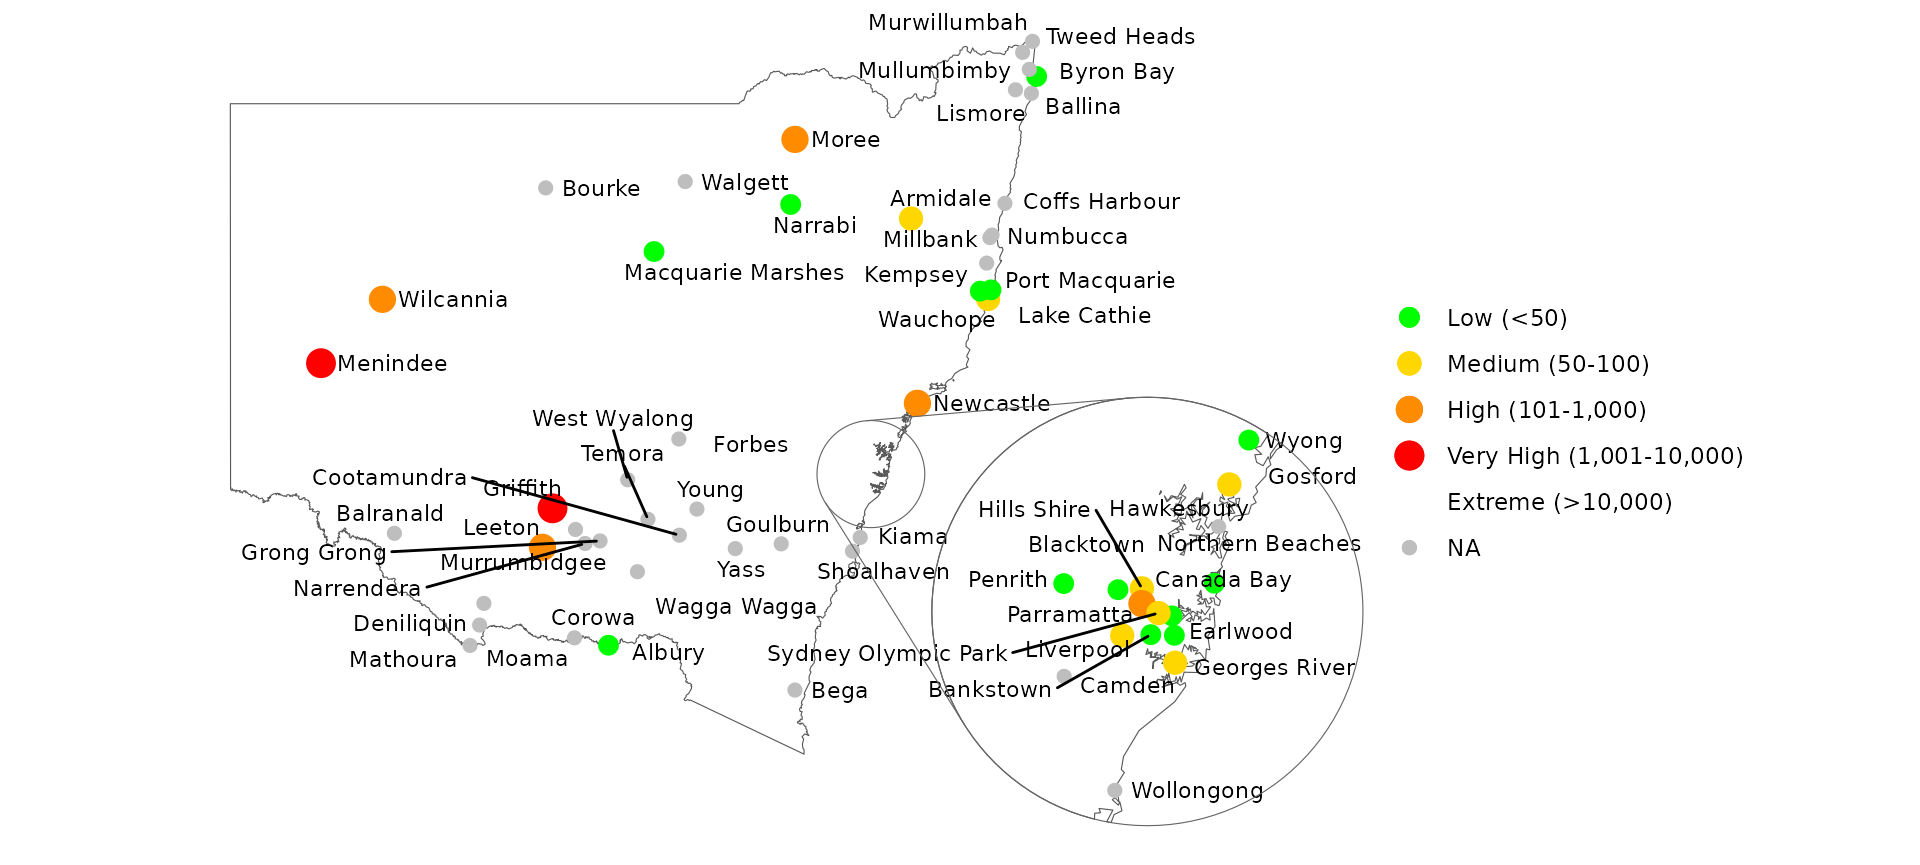 Murwillumbah
Tweed Heads
Mullumbimby
Byron Bay
Lismore
Ballina
Moree
Bourke
Walgett
Narrabi
Armidale
Coffs Harbour
Millbank
Numbucca
Macquarie Marshes
Kempsey
Port Macquarie
Wilcannia
Wauchope
Lake Cathie
Menindee
Newcastle
West Wyalong
Forbes
Temora
Cootamundra
Griffith
Young
Balranald
Leeton
Goulburn
Kiama
Grong Grong
Murrumbidgee
Yass
Shoalhaven
Narrendera
Wagga Wagga
Deniliquin
Corowa
Mathoura
Moama
Albury
Bega
Wyong
Gosford
Hills Shire
Hawkesbury
Blacktown
Northern Beaches
Penrith
Canada Bay
Parramatta
Earlwood
Sydney Olympic Park
Liverpool
Georges River
Bankstown
Camden
Wollongong
Low (<50)
Medium (50-100)
High (101-1,000)
Very High (1,001-10,000)
Extreme (>10,000)
NA